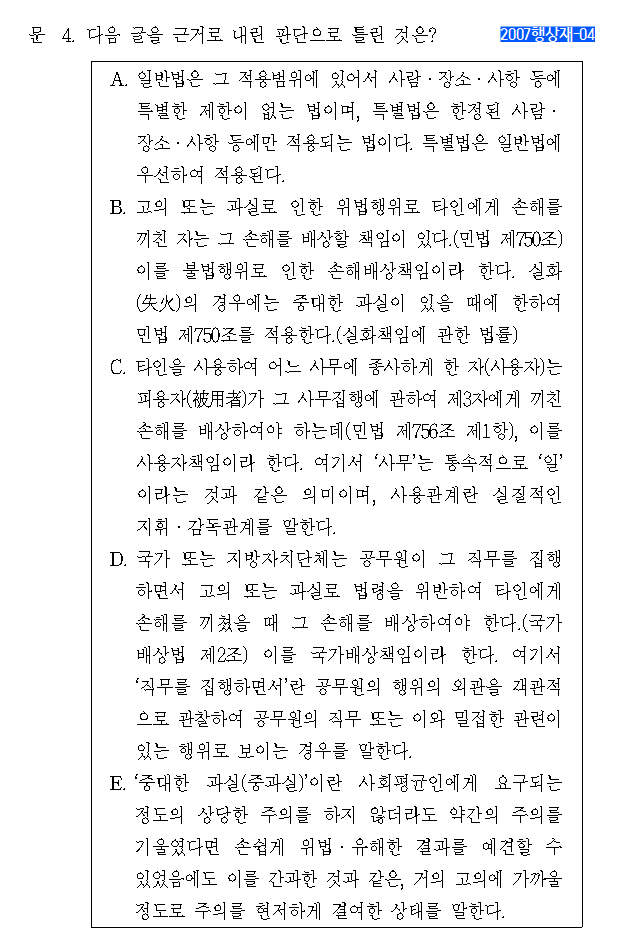 문 4. 다음 글을 근거로 내린 판단으로 틀린 것은? 2007행상재-04
A. 일반법은 그 적용범위에 있어서 사람·장소·사항 등에
특별한 제한이 없는 법이며, 특별법은 한정된 사람·
장소·사항 등에만 적용되는 법이다. 특별법은 일반법에
우선하여 적용된다.
B. 고의 또는 과실로 인한 위법행위로 타인에게 손해를
끼친 자는 그 손해를 배상할 책임이 있다.(민법 제750조)
이를 불법행위로 인한 손해배상책임이라 한다. 실화
(失火)의 경우에는 중대한 과실이 있을 때에 한하여
민법 제750조를 적용한다.(실화책임에 관한 법률)
C. 타인을 사용하여 어느 사무에 종사하게 한 자(사용자)는
피용자(被用者)가 그 사무집행에 관하여 제3자에게 끼친
손해를 배상하여야 하는데(민법 제756조 제1항), 이를
사용자책임이라 한다. 여기서 ‘사무’는 통속적으로 ‘일’
이라는 것과 같은 의미이며, 사용관계란 실질적인
지휘·감독관계를 말한다.
D. 국가 또는 지방자치단체는 공무원이 그 직무를 집행
하면서 고의 또는 과실로 법령을 위반하여 타인에게
손해를 끼쳤을 때 그 손해를 배상하여야 한다.(국가
배상법 제2조) 이를 국가배상책임이라 한다. 여기서
‘직무를 집행하면서’란 공무원의 행위의 외관을 객관적
으로 관찰하여 공무원의 직무 또는 이와 밀접한 관련이
있는 행위로 보이는 경우를 말한다.
E. ‘중대한 과실(중과실)’이란 사회평균인에게 요구되는
정도의 상당한 주의를 하지 않더라도 약간의 주의를
기울였다면 손쉽게 위법·유해한 결과를 예견할 수
있었음에도 이를 간과한 것과 같은, 거의 고의에 가까울
정도로 주의를 현저하게 결여한 상태를 말한다.